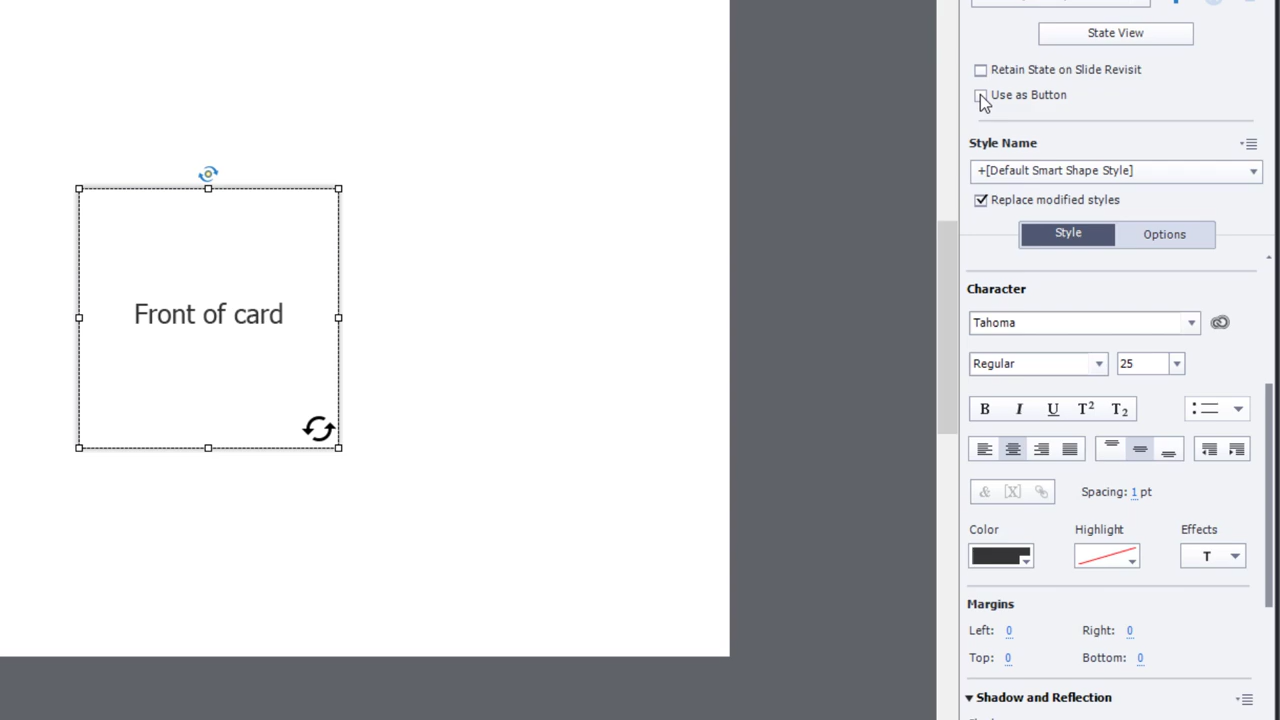 State View
Retain State on Slide Revisit
Use as Button
Style Name
+[Default Smart Shape Style]
Replace modified styles
Style Options
Character
Tahoma
Regular 25
B I U T² T₂
& [X]
Spacing: 1 pt
Color Highlight Effects
T
Margins
Left: 0 Right: 0
Top: 0 Bottom: 0
Shadow and Reflection
Front of card